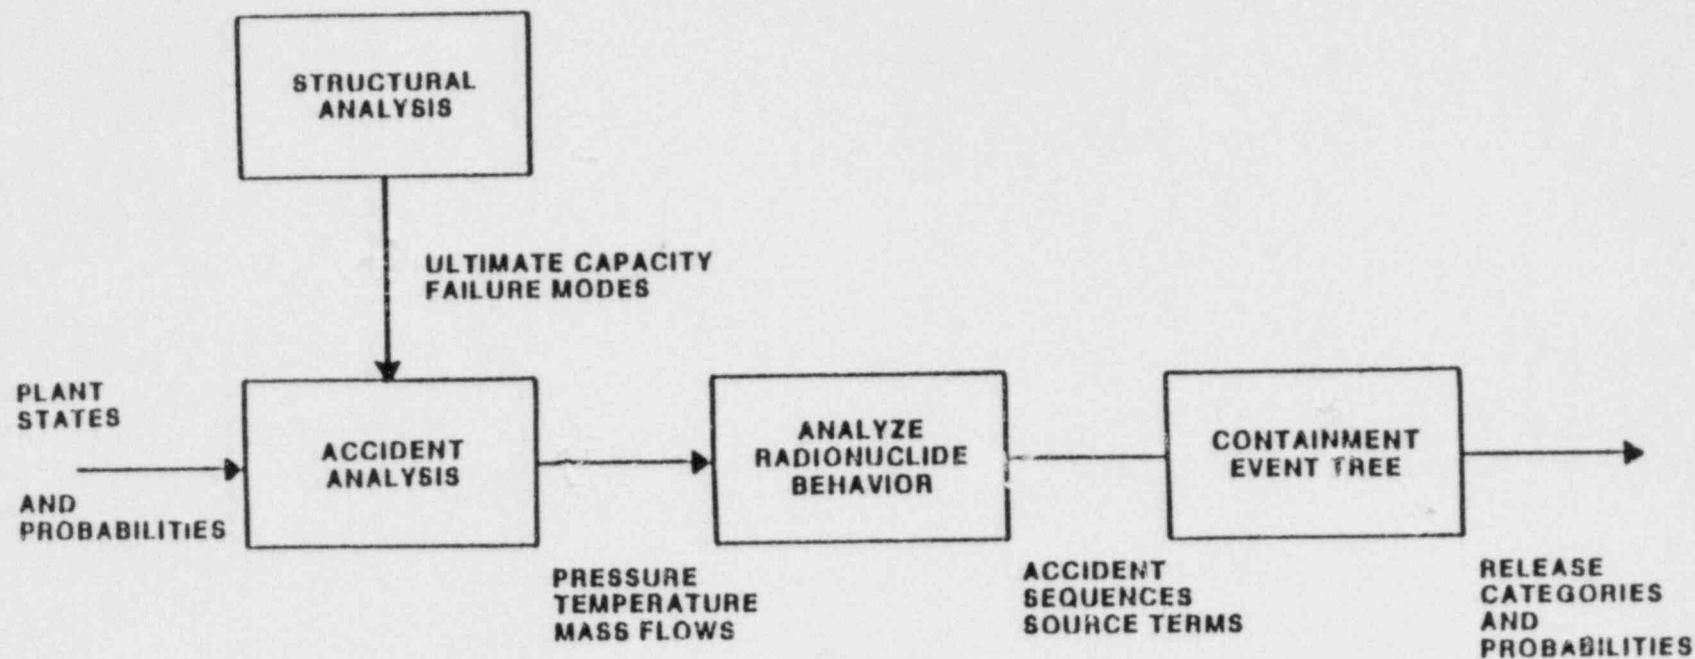 STRUCTURAL
ANALYSIS
ULTIMATE CAPACITY
FAILURE MODES
PLANT
STATES
AND
PROBABILITIES
ACCIDENT
ANALYSIS
PRESSURE
TEMPERATURE
MASS FLOWS
ANALYZE
RADIONUCLIDE
BEHAVIOR
ACCIDENT
SEQUENCES
SOURCE TERMS
CONTAINMENT
EVENT TREE
RELEASE
CATEGORIES
AND
PROBABILITIES